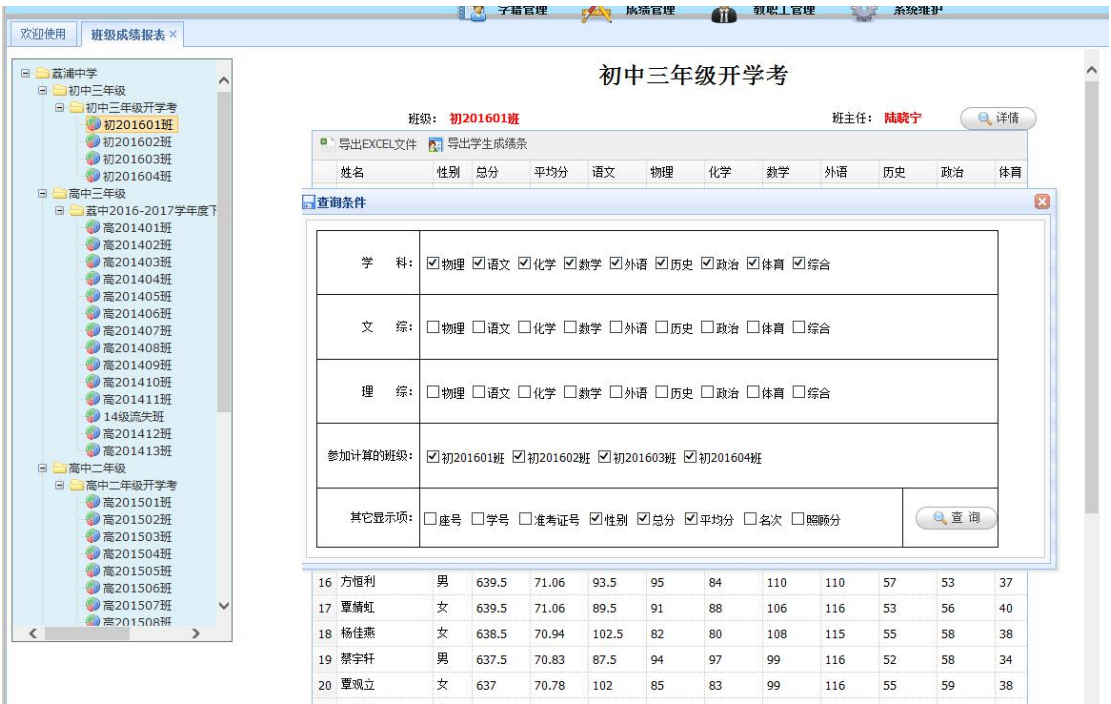 学籍管理 成绩管理 教职工管理 系统维护
欢迎使用 班级成绩报表 ×
荔浦中学
初中三年级
初中三年级开学考
初201601班
初201602班
初201603班
初201604班
高中三年级
荔中2016-2017学年度下
高201401班
高201402班
高201403班
高201404班
高201405班
高201406班
高201407班
高201408班
高201409班
高201410班
高201411班
14级流失班
高201412班
高201413班
高中二年级
高中二年级开学考
高201501班
高201502班
高201503班
高201504班
高201505班
高201506班
高201507班
高201508班
初中三年级开学考
班级： 初201601班 班主任： 陆晓宁 详情
导出EXCEL文件 导出学生成绩条
姓名 性别 总分 平均分 语文 物理 化学 数学 外语 历史 政治 体育
查询条件
学 科: 物理 语文 化学 数学 外语 历史 政治 体育 综合
文 综: 物理 语文 化学 数学 外语 历史 政治 体育 综合
理 综: 物理 语文 化学 数学 外语 历史 政治 体育 综合
参加计算的班级: 初201601班 初201602班 初201603班 初201604班
其它显示项: 座号 学号 准考证号 性别 总分 平均分 名次 照顾分 查 询
16 方恒利 男 639.5 71.06 93.5 95 84 110 110 57 53 37
17 覃倩虹 女 639.5 71.06 89.5 91 88 106 116 53 56 40
18 杨佳燕 女 638.5 70.94 102.5 82 80 108 115 55 58 38
19 蔡宇轩 男 637.5 70.83 87.5 94 97 99 116 52 58 34
20 覃观立 女 637 70.78 102 85 83 99 116 55 59 38